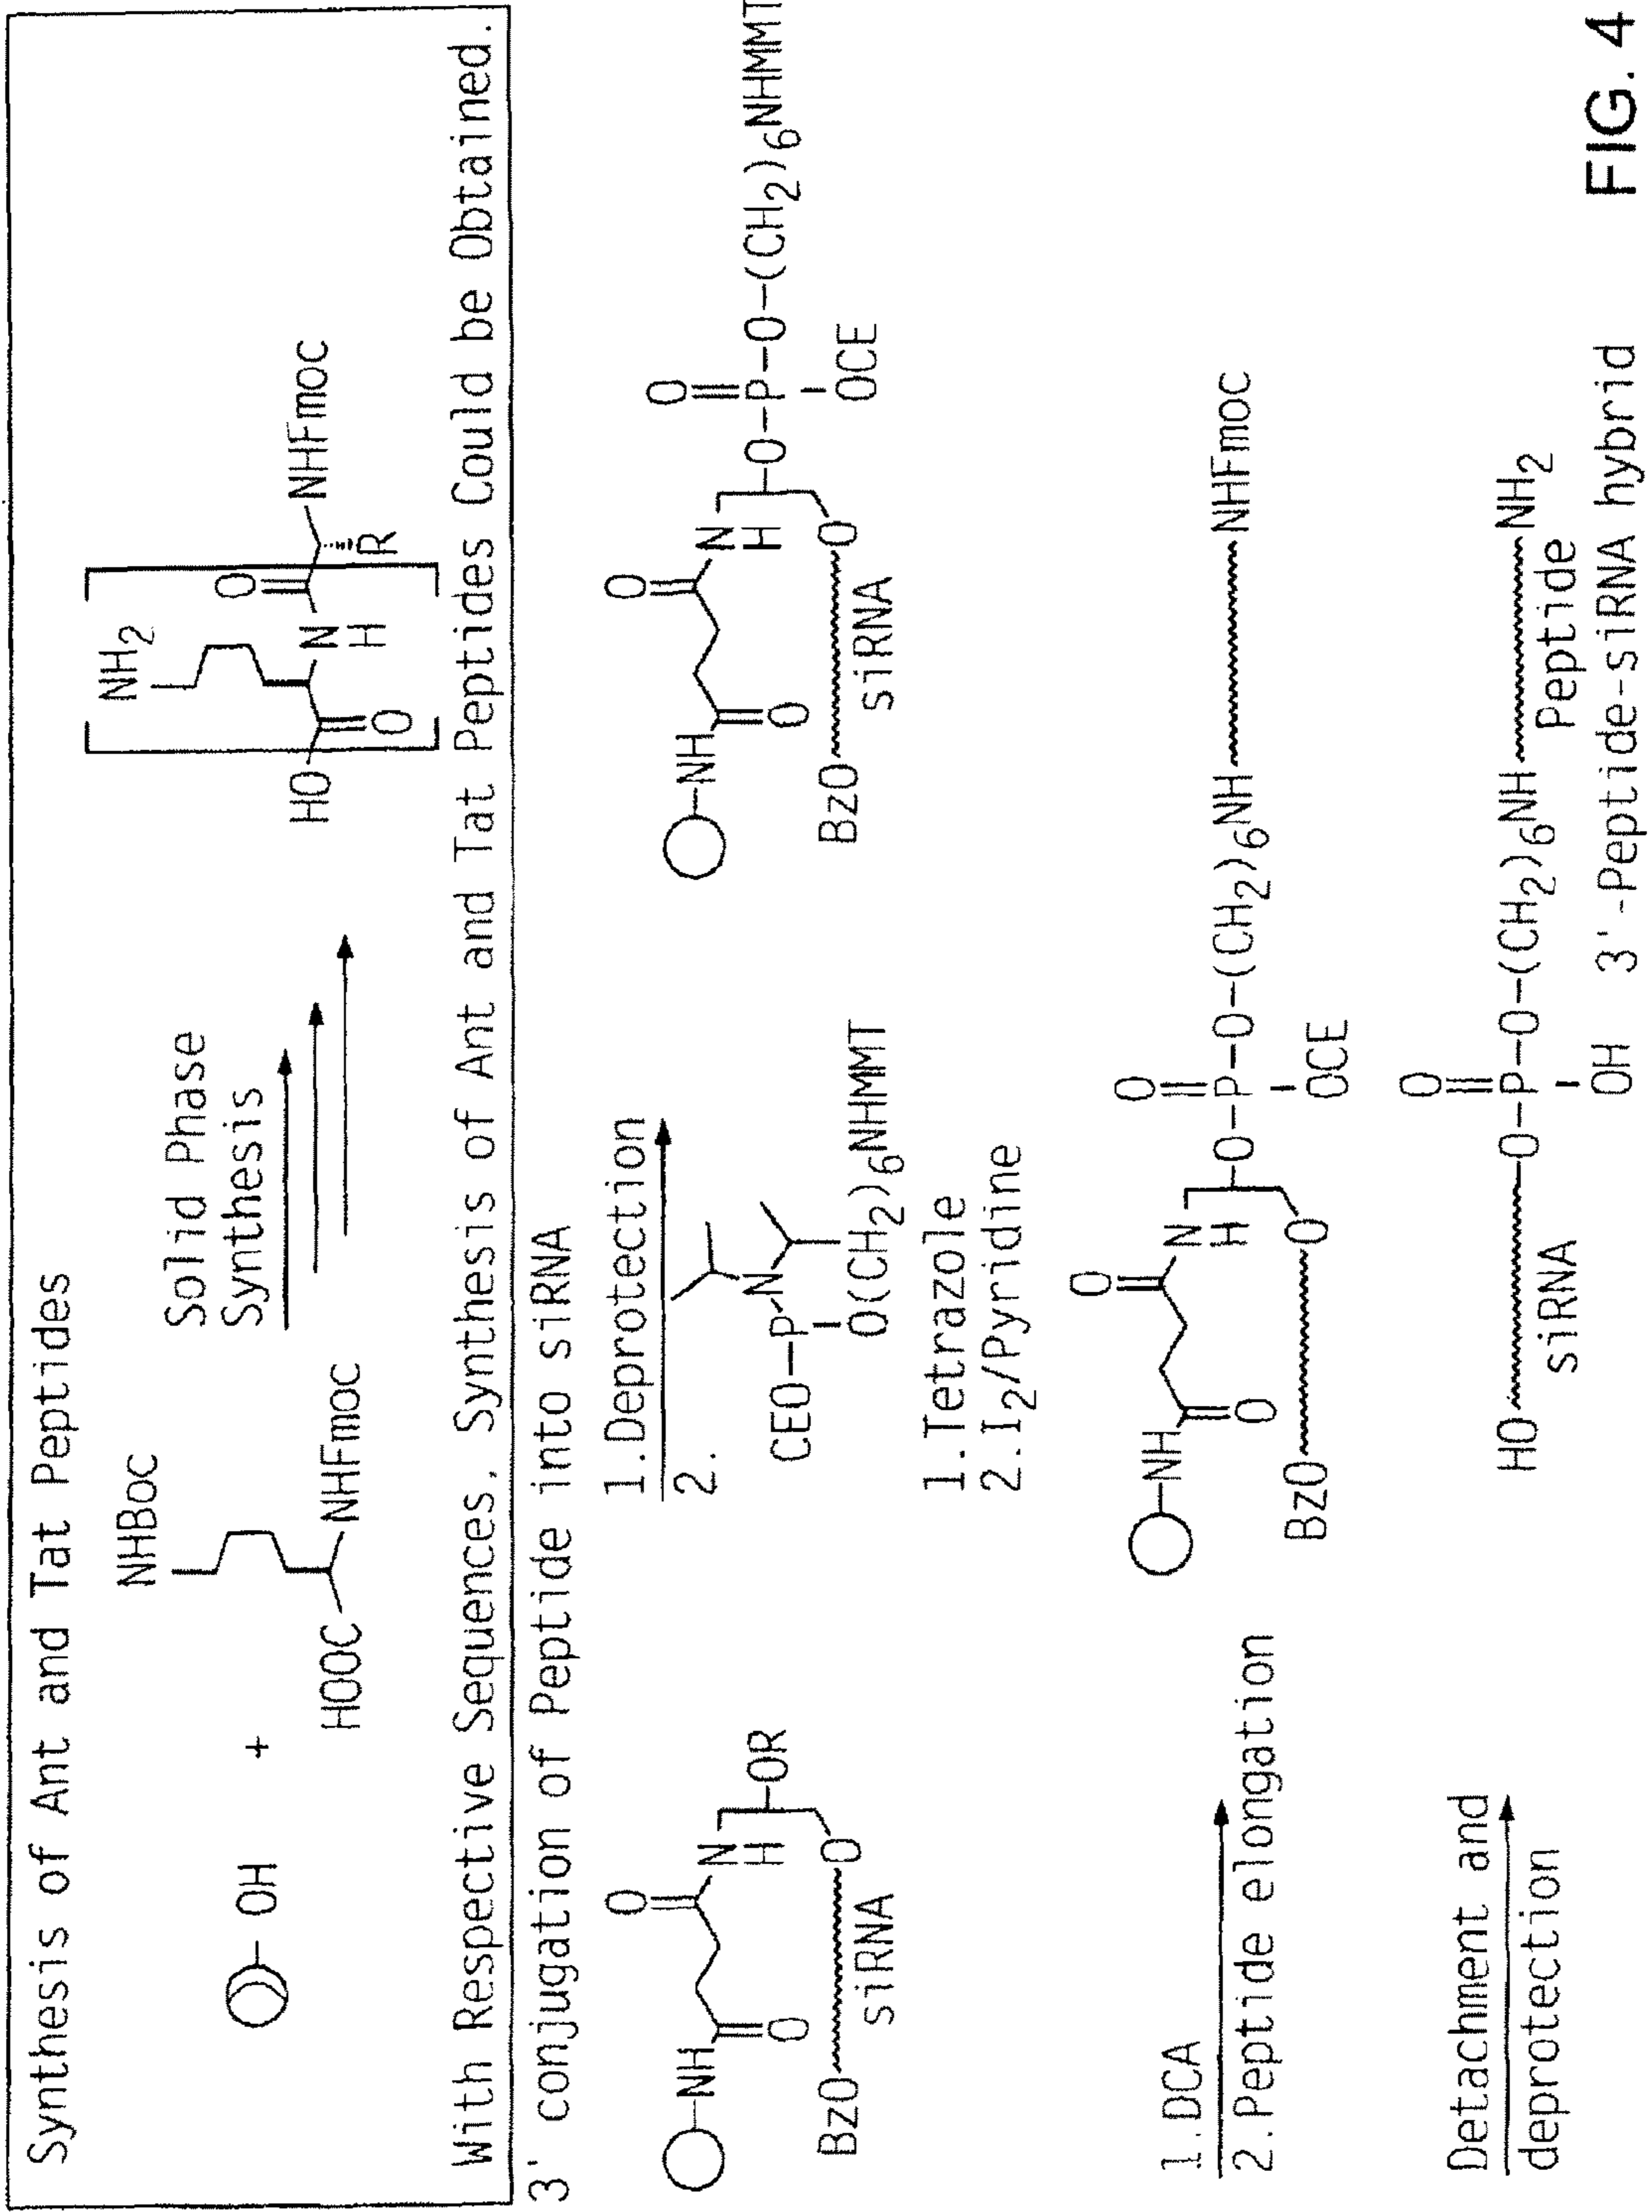 Synthesis of Ant and Tat Peptides
NHBoc
OH
+
HOOC
NHFmoc
Solid Phase
Synthesis
NH2
O
HO
N
H
O
R
NHFmoc
With Respective Sequences, Synthesis of Ant and Tat Peptides Could be Obtained.
3' conjugation of Peptide into siRNA
NH
O
O
N
H
OR
O
BzO
siRNA
1.Deprotection
2.
CEO-P
N
O(CH2)6NHMMT
1.Tetrazole
2.I2/Pyridine
NH
O
O
N
H
O
O-P-O-(CH2)6NHMMT
OCE
O
BzO
siRNA
1.DCA
2.Peptide elongation
NH
O
O
N
H
O
O-P-O-(CH2)6NH
NHFmoc
OCE
O
BzO
siRNA
Detachment and
deprotection
O
HO
O-P-O-(CH2)6NH
NH2
Peptide
OH
3'-Peptide-siRNA hybrid
FIG. 4